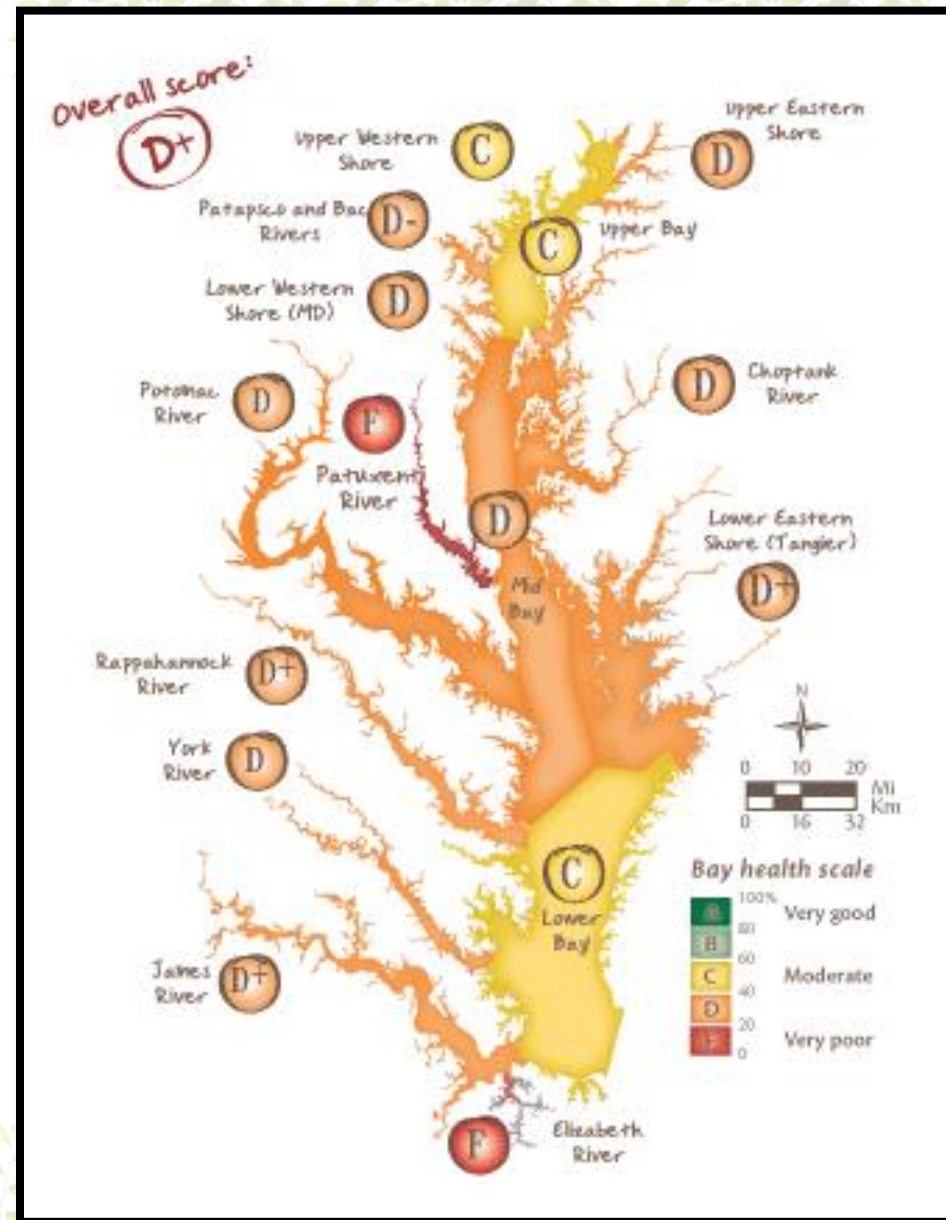 overall score:
D+
Upper Western
Shore
C
Upper Eastern
Shore
D
Patapsco and Bac
Rivers
D-
C
Upper Bay
Lower Western
Shore (MD)
D
Potomac
River
D
F
Patuxent
River
D
Choptank
River
D
Mid
Bay
Lower Eastern
Shore (Tangier)
D+
Rappahannock
River
D+
York
River
D
N
0 10 20
Mi
Km
0 16 32
C
Lower
Bay
Bay health scale
100%
A Very good
80
B
60
C Moderate
40
D
20
F Very poor
0
James
River
D+
F
Elizabeth
River